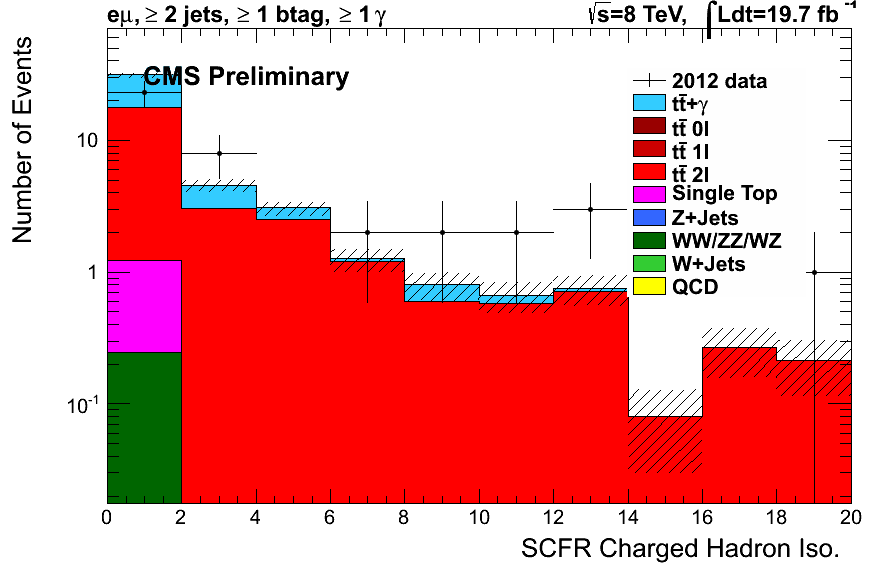 eμ, ≥ 2 jets, ≥ 1 btag, ≥ 1 γ
√s=8 TeV, ∫Ldt=19.7 fb⁻¹
CMS Preliminary
Number of Events
10
1
10⁻¹
2012 data
tt̄+γ
tt̄ 0l
tt̄ 1l
tt̄ 2l
Single Top
Z+Jets
WW/ZZ/WZ
W+Jets
QCD
0 2 4 6 8 10 12 14 16 18 20
SCFR Charged Hadron Iso.